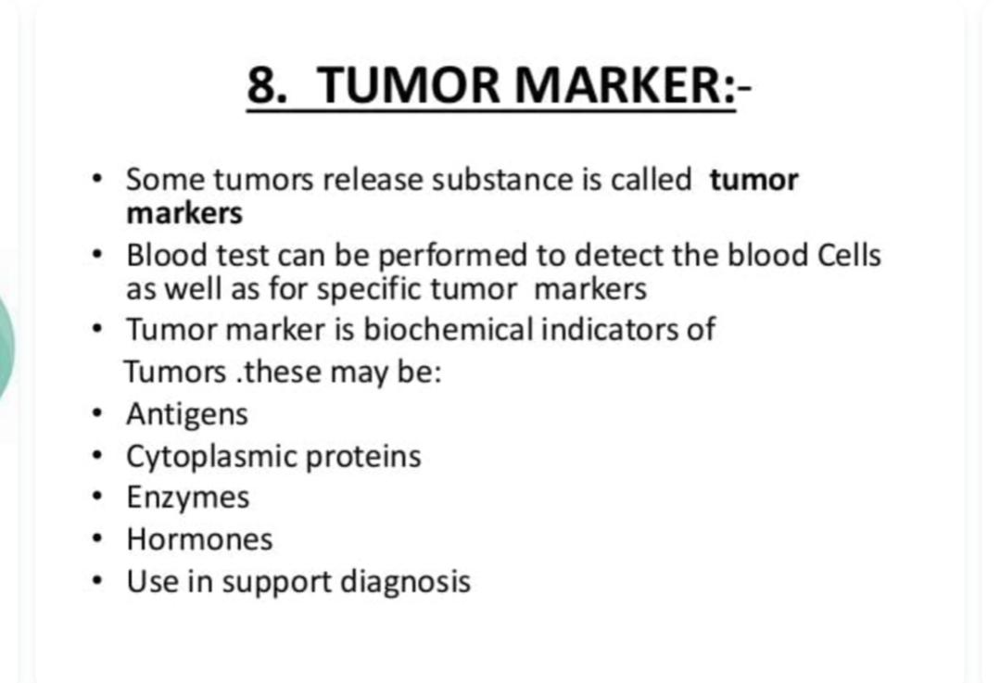 8. TUMOR MARKER:-
• Some tumors release substance is called tumor
markers
• Blood test can be performed to detect the blood Cells
as well as for specific tumor markers
• Tumor marker is biochemical indicators of
Tumors .these may be:
• Antigens
• Cytoplasmic proteins
• Enzymes
• Hormones
• Use in support diagnosis